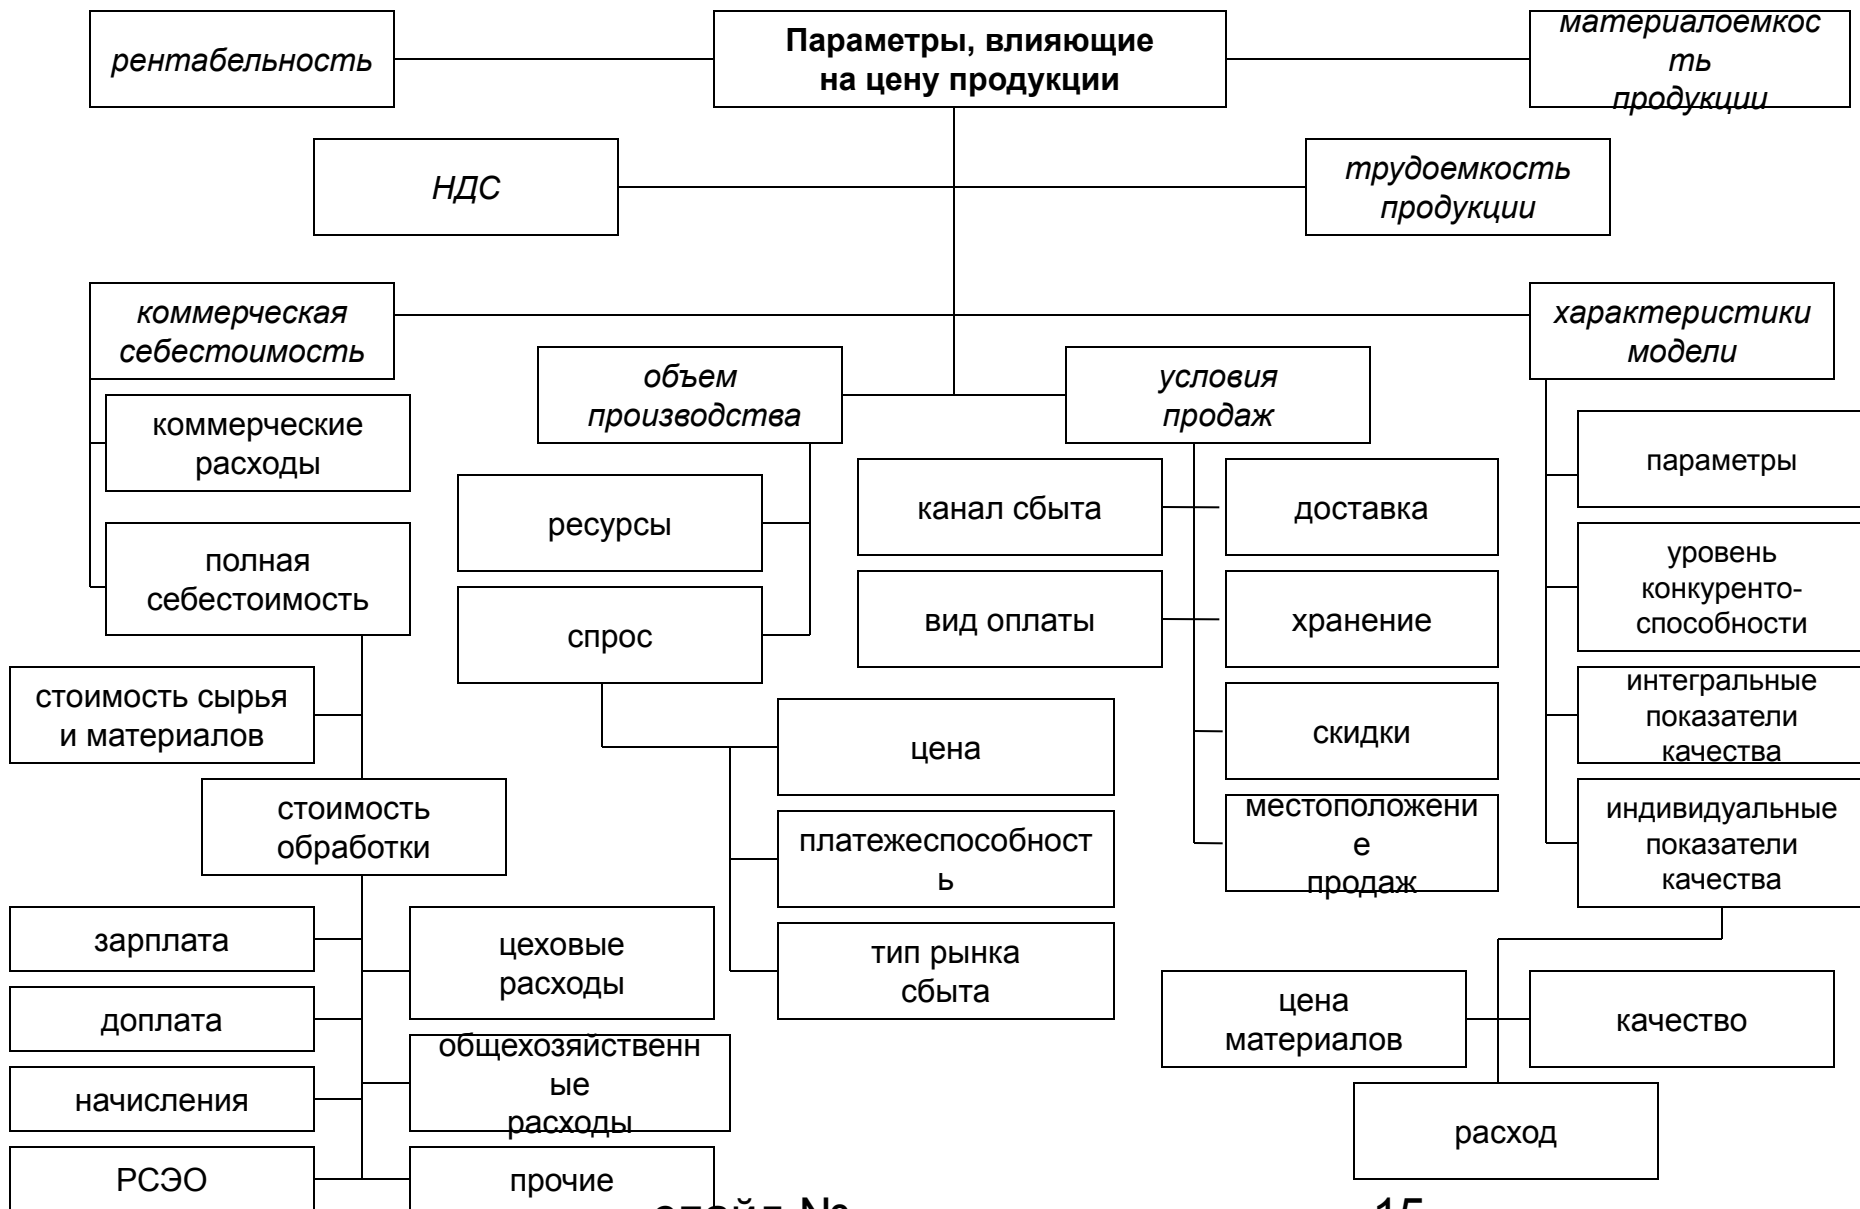 рентабельность
Параметры, влияющие
на цену продукции
материалоемкос
ть
продукции
НДС
трудоемкость
продукции
коммерческая
себестоимость
характеристики
модели
объем
производства
условия
продаж
коммерческие
расходы
полная
себестоимость
стоимость сырья
и материалов
стоимость
обработки
зарплата
доплата
начисления
РСЭО
цеховые
расходы
общехозяйственн
ые
расходы
прочие
ресурсы
спрос
цена
платежеспособност
ь
тип рынка
сбыта
канал сбыта
вид оплаты
доставка
хранение
скидки
местоположени
е
продаж
параметры
уровень
конкуренто-
способности
интегральные
показатели
качества
индивидуальные
показатели
качества
цена
материалов
качество
расход
слайд № 15